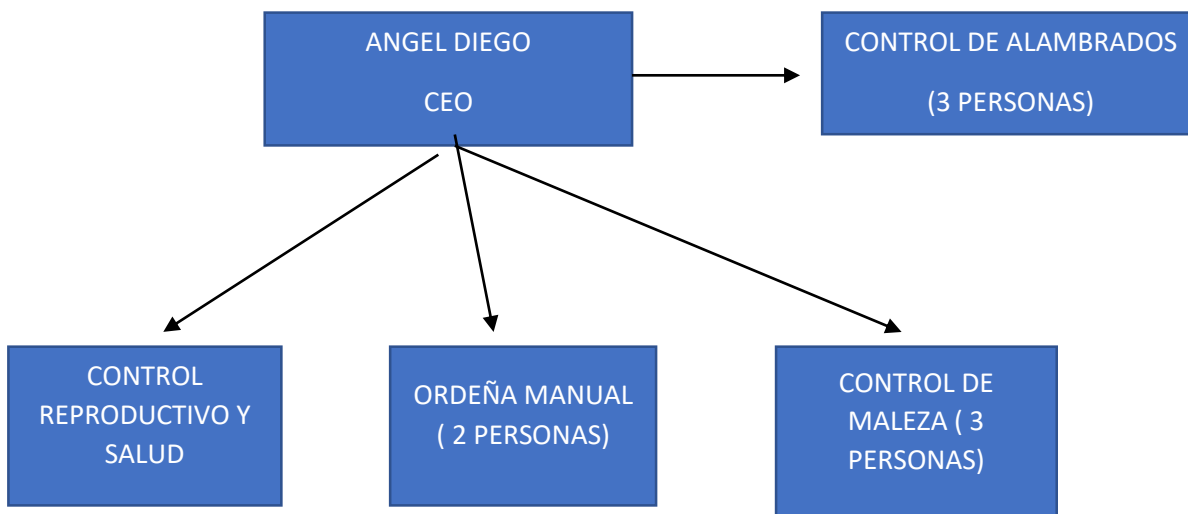 ANGEL DIEGO
CEO
CONTROL DE ALAMBRADOS
(3 PERSONAS)
CONTROL
REPRODUCTIVO Y
SALUD
ORDEÑA MANUAL
( 2 PERSONAS)
CONTROL DE
MALEZA ( 3
PERSONAS)